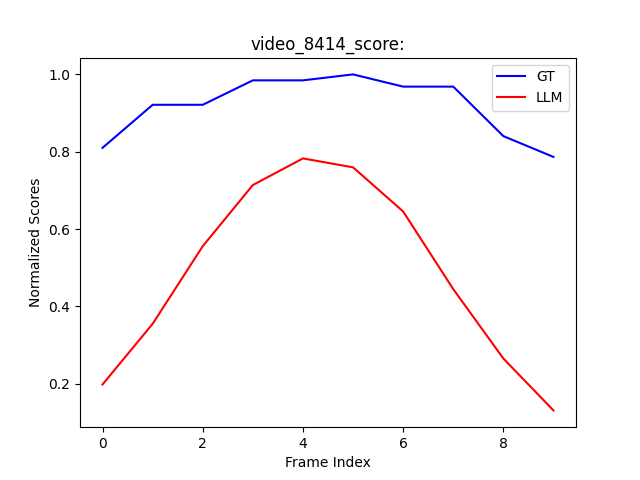 video_8414_score:
GT
LLM
Normalized Scores
1.0
0.8
0.6
0.4
0.2
0 2 4 6 8
Frame Index